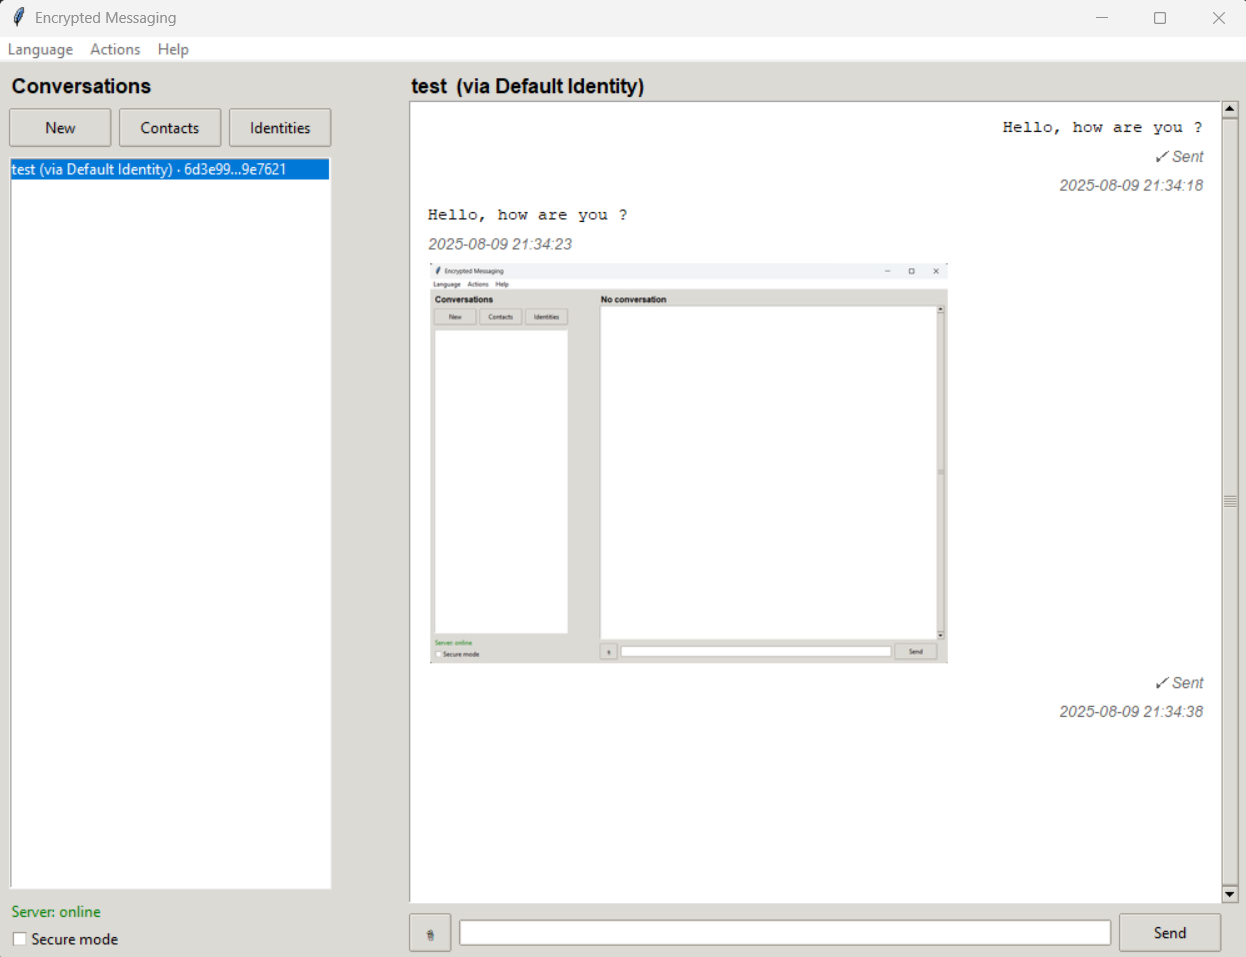 Encrypted Messaging
Language Actions Help
Conversations
New Contacts Identities
test (via Default Identity) · 6d3e99...9e7621
Server: online
Secure mode
test (via Default Identity)
Hello, how are you ?
✓ Sent
2025-08-09 21:34:18
Hello, how are you ?
2025-08-09 21:34:23
Encrypted Messaging
Language Actions Help
Conversations
New Contacts Identities
No conversation
Server: online
Secure mode
Send
✓ Sent
2025-08-09 21:34:38
Send